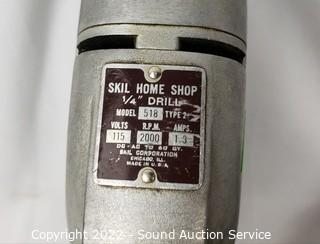 SKIL HOME SHOP
1/4" DRILL
MODEL 518 TYPE 2
VOLTS R.P.M. AMPS.
115 2000 1.3
DC-AC TO 60 CY.
SKIL CORPORATION
CHICAGO, ILL.
MADE IN U.S.A.
Copyright 2022 - Sound Auction Service